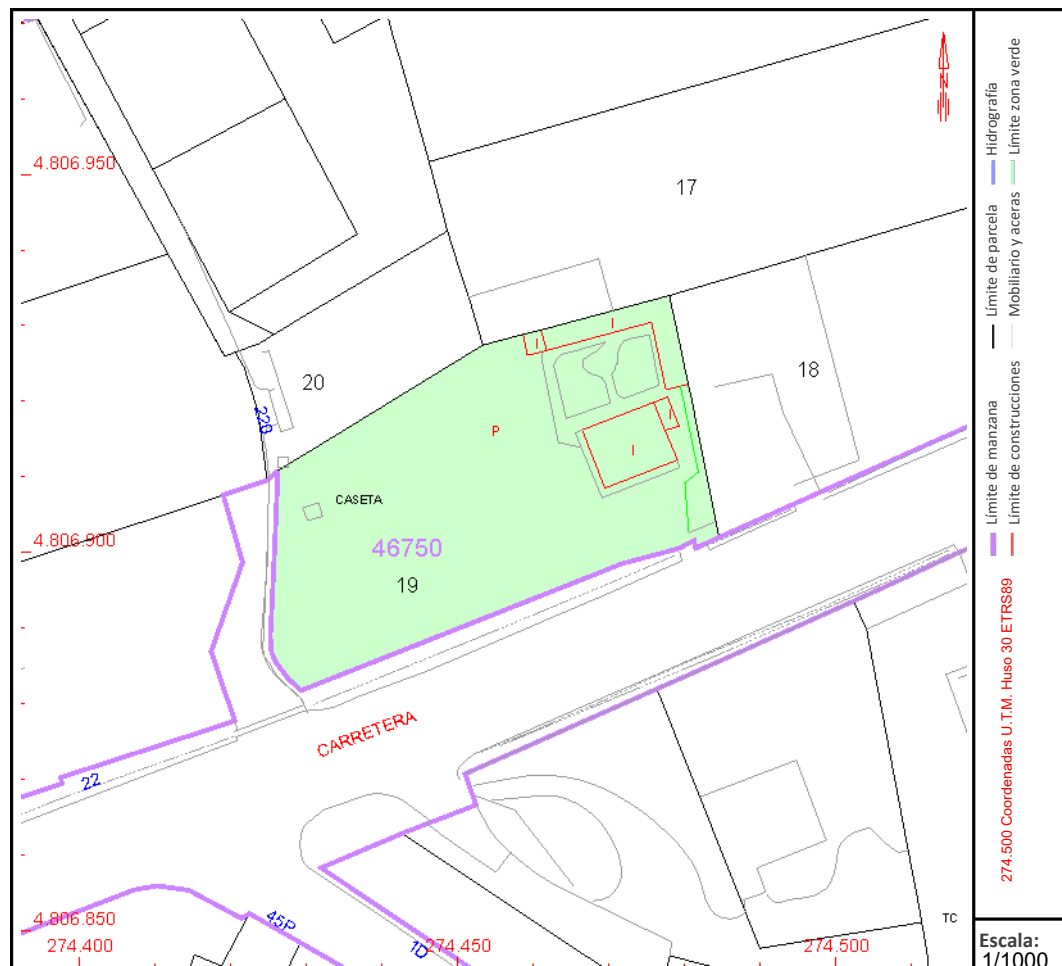 4.806.950
17
20
18
220
P
I
I
I
I
CASETA
4.806.900
46750
19
CARRETERA
22
45P
1D
TC
4.806.850
274.400
274.450
274.500
N
Hidrografía
Límite zona verde
Límite de parcela
Mobiliario y aceras
Límite de manzana
Límite de construcciones
274.500 Coordenadas U.T.M. Huso 30 ETRS89
Escala:
1/1000